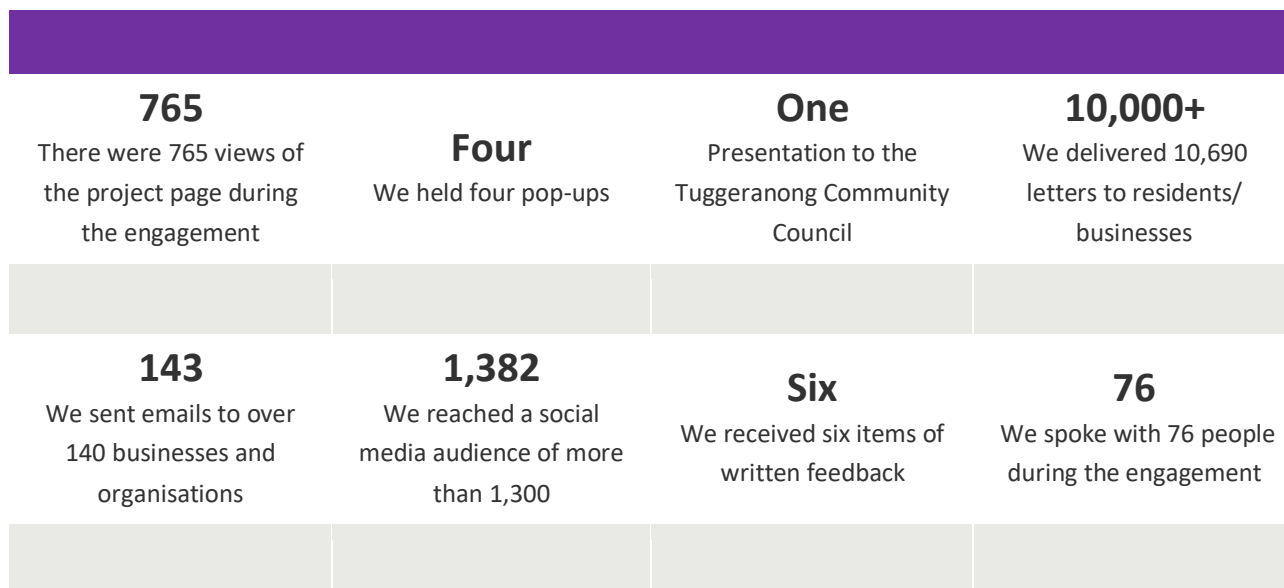 765
There were 765 views of
the project page during
the engagement
Four
We held four pop-ups
One
Presentation to the
Tuggeranong Community
Council
10,000+
We delivered 10,690
letters to residents/
businesses
143
We sent emails to over
140 businesses and
organisations
1,382
We reached a social
media audience of more
than 1,300
Six
We received six items of
written feedback
76
We spoke with 76 people
during the engagement